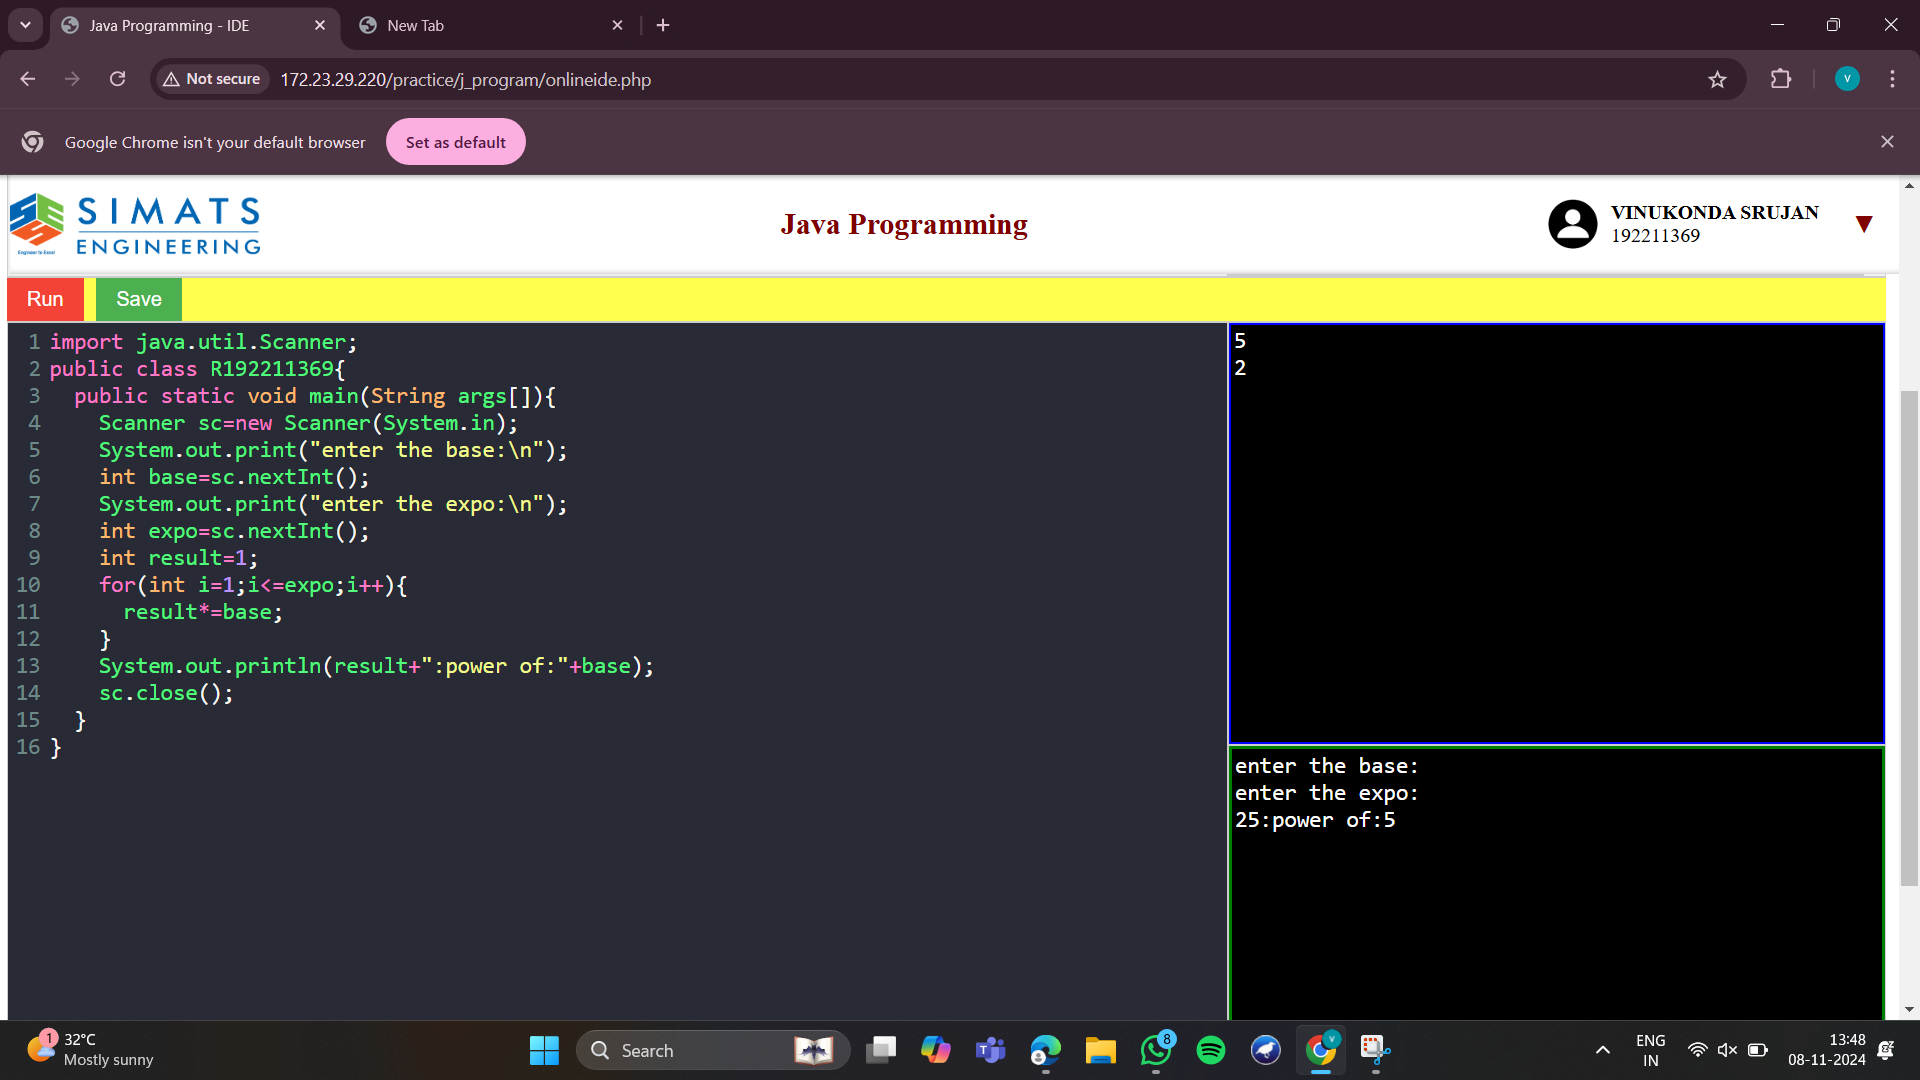 Java Programming - IDE
New Tab
Not secure
172.23.29.220/practice/j_program/onlineide.php
V
Google Chrome isn't your default browser
Set as default
SIMATS
ENGINEERING
Engineer to Excel
Java Programming
VINUKONDA SRUJAN
192211369
Run
Save
1 import java.util.Scanner;
2 public class R192211369{
3 public static void main(String args[]){
4 Scanner sc=new Scanner(System.in);
5 System.out.print("enter the base:\n");
6 int base=sc.nextInt();
7 System.out.print("enter the expo:\n");
8 int expo=sc.nextInt();
9 int result=1;
10 for(int i=1;i<=expo;i++){
11 result*=base;
12 }
13 System.out.println(result+":power of:"+base);
14 sc.close();
15 }
16 }
5
2
enter the base:
enter the expo:
25:power of:5
1
32°C
Mostly sunny
Search
8
V
ENG
IN
13:48
08-11-2024